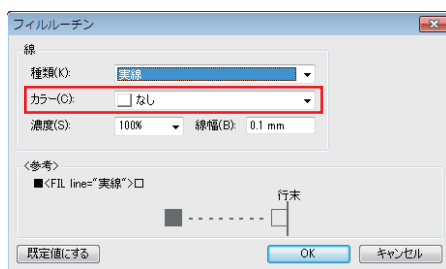 フィルルーチン
線
種類(K): 実線
カラー(C): なし
濃度(S): 100% 線幅(B): 0.1 mm
<参考>
■<FIL line="実線">□
行末
既定値にする OK キャンセル